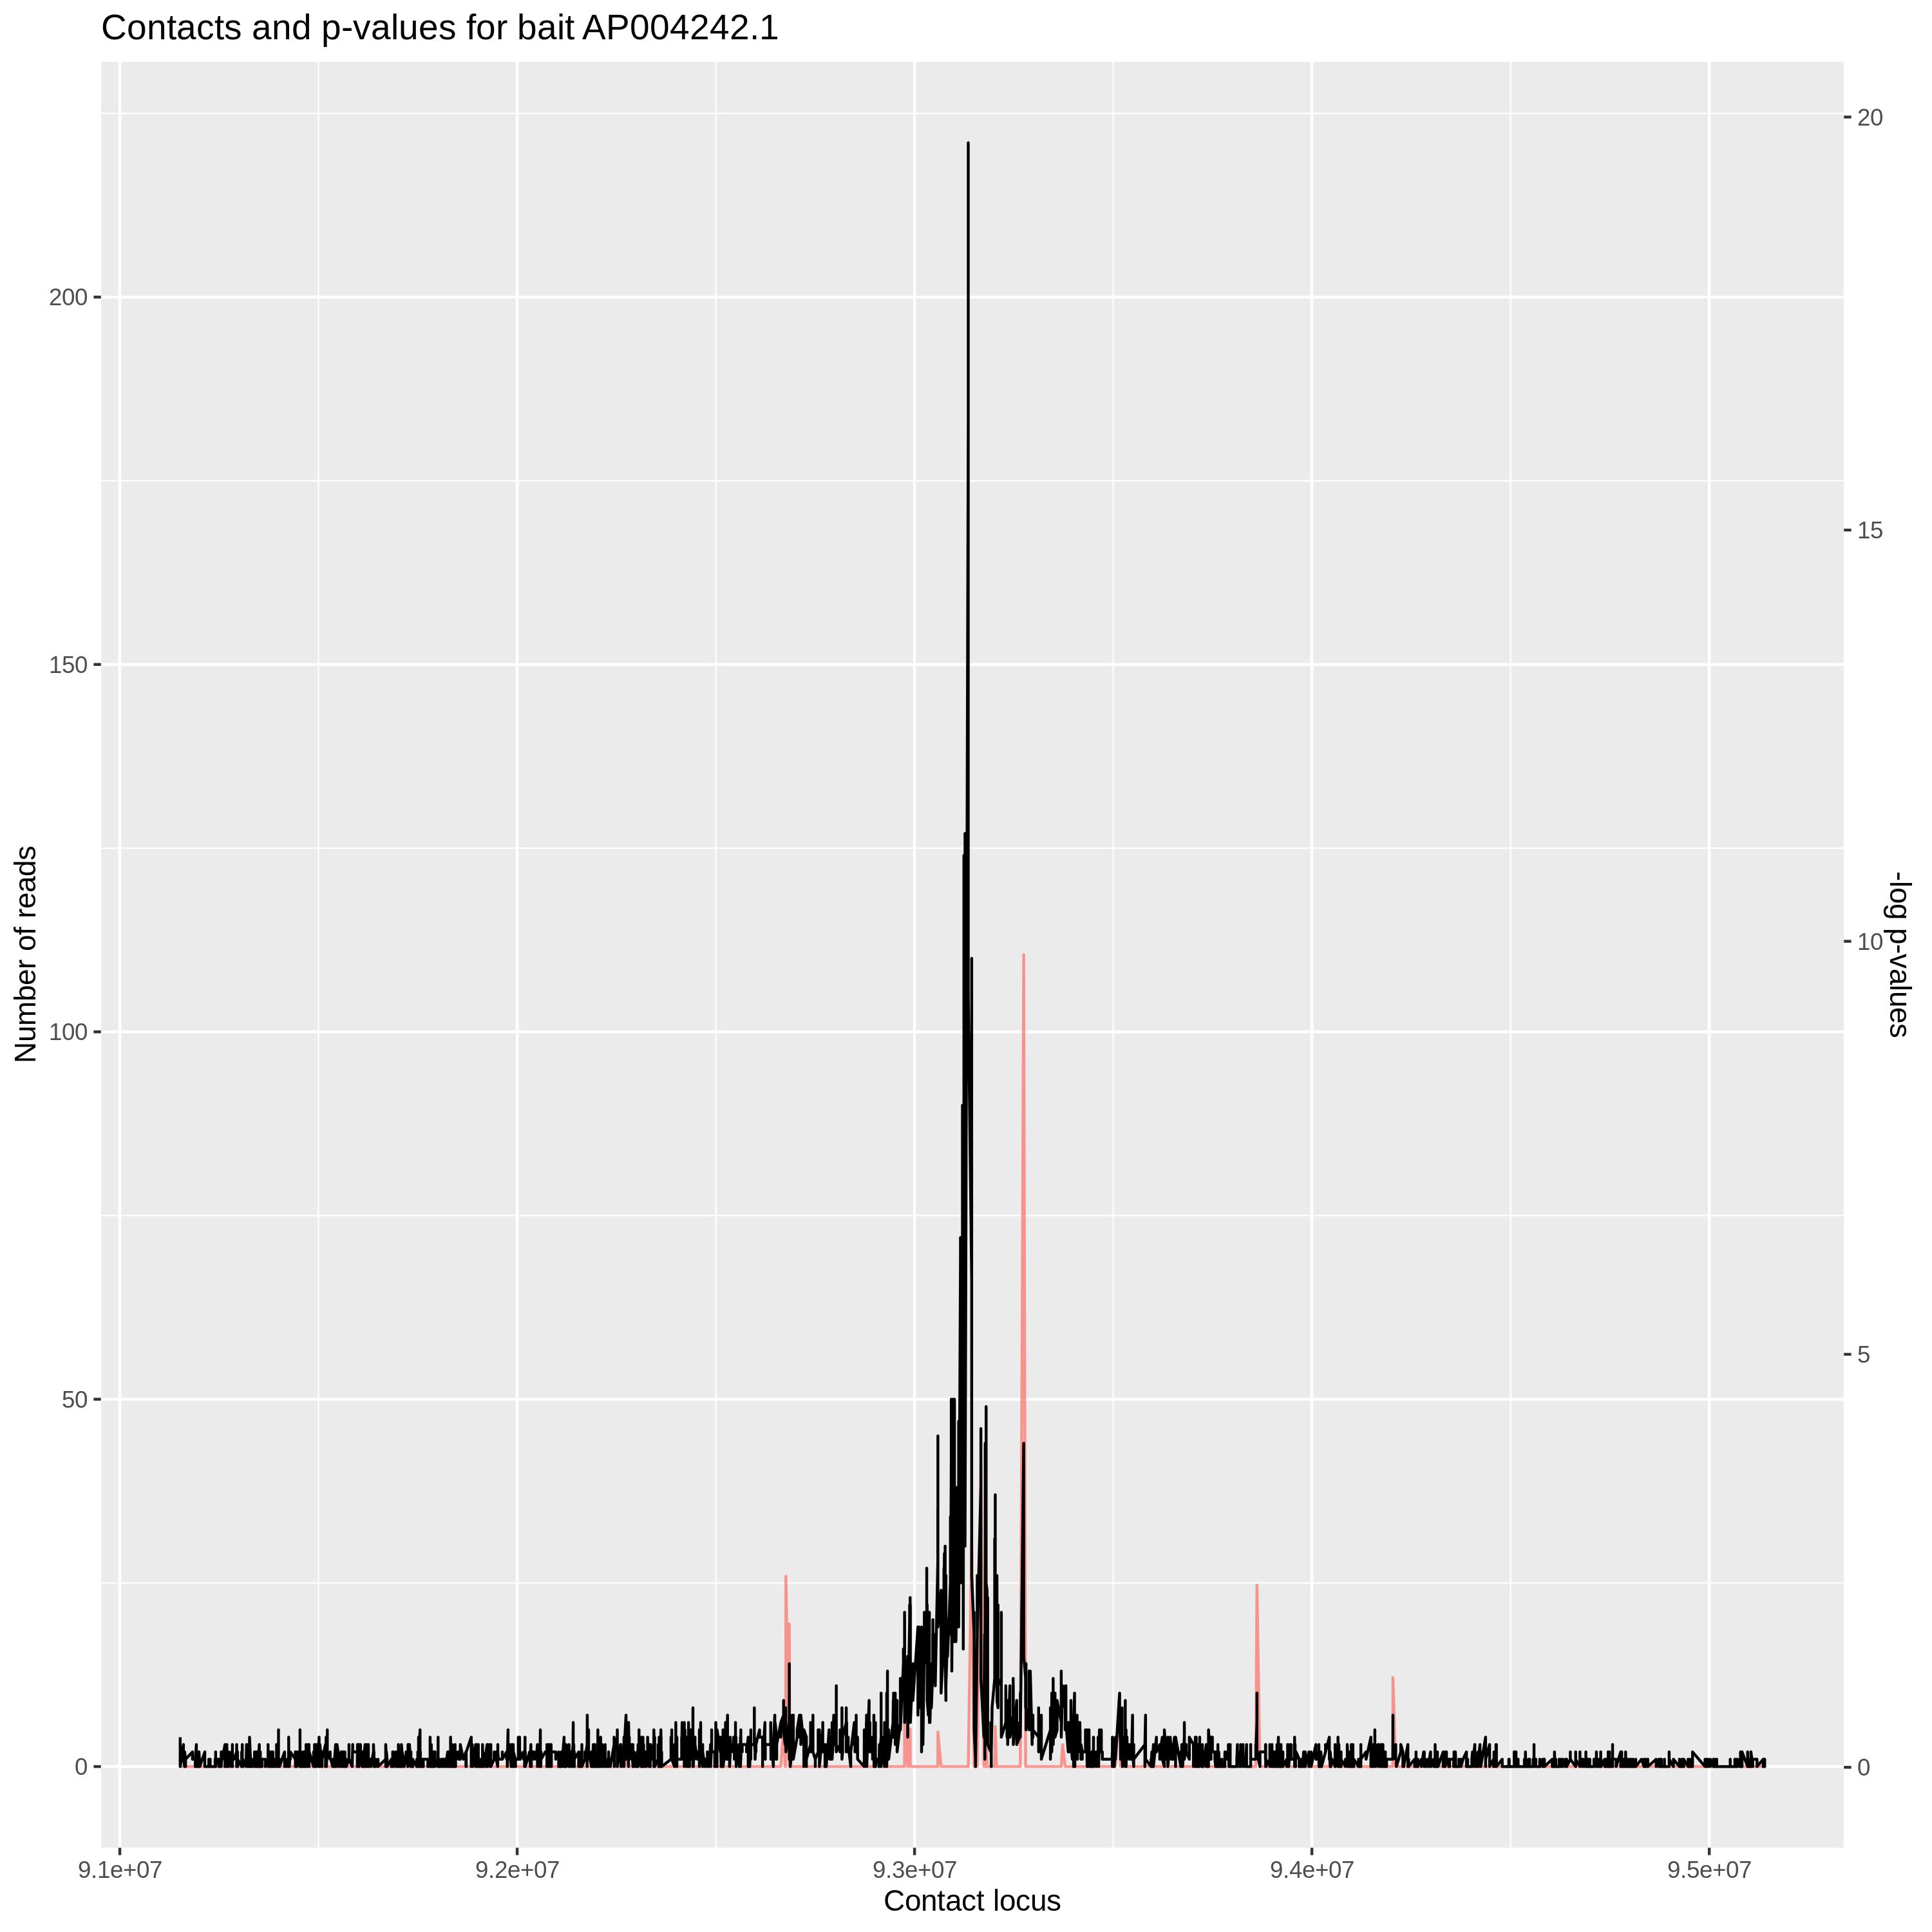 Contacts and p-values for bait AP004242.1
Number of reads
200
150
100
50
0
20
15
10
5
0
-log p-values
9.1e+07 9.2e+07 9.3e+07 9.4e+07 9.5e+07
Contact locus